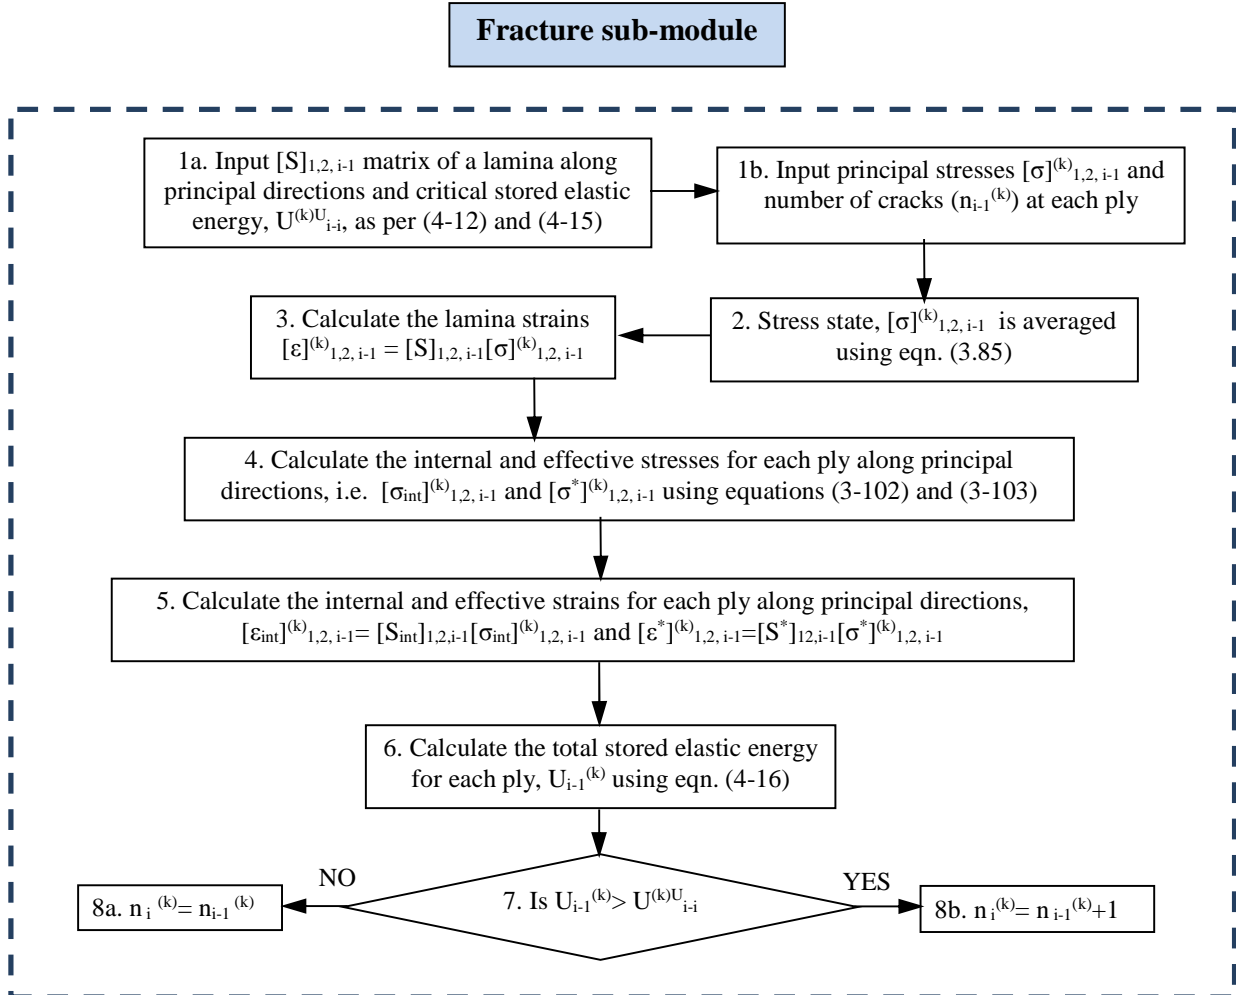 Fracture sub-module
1a. Input [S]1,2, i-1 matrix of a lamina along
principal directions and critical stored elastic
energy, U(k)U i-i, as per (4-12) and (4-15)
1b. Input principal stresses [σ](k)1,2, i-1 and
number of cracks (ni-1(k)) at each ply
2. Stress state, [σ](k)1,2, i-1 is averaged
using eqn. (3.85)
3. Calculate the lamina strains
[ε](k)1,2, i-1 = [S]1,2, i-1[σ](k)1,2, i-1
4. Calculate the internal and effective stresses for each ply along principal
directions, i.e. [σint](k)1,2, i-1 and [σ*](k)1,2, i-1 using equations (3-102) and (3-103)
5. Calculate the internal and effective strains for each ply along principal directions,
[εint](k)1,2, i-1= [Sint]1,2,i-1[σint](k)1,2, i-1 and [ε*](k)1,2, i-1=[S*]12,i-1[σ*](k)1,2, i-1
6. Calculate the total stored elastic energy
for each ply, Ui-1(k) using eqn. (4-16)
7. Is Ui-1(k)> U(k)U i-i
NO
8a. n i (k)= ni-1 (k)
YES
8b. ni(k)= n i-1(k)+1